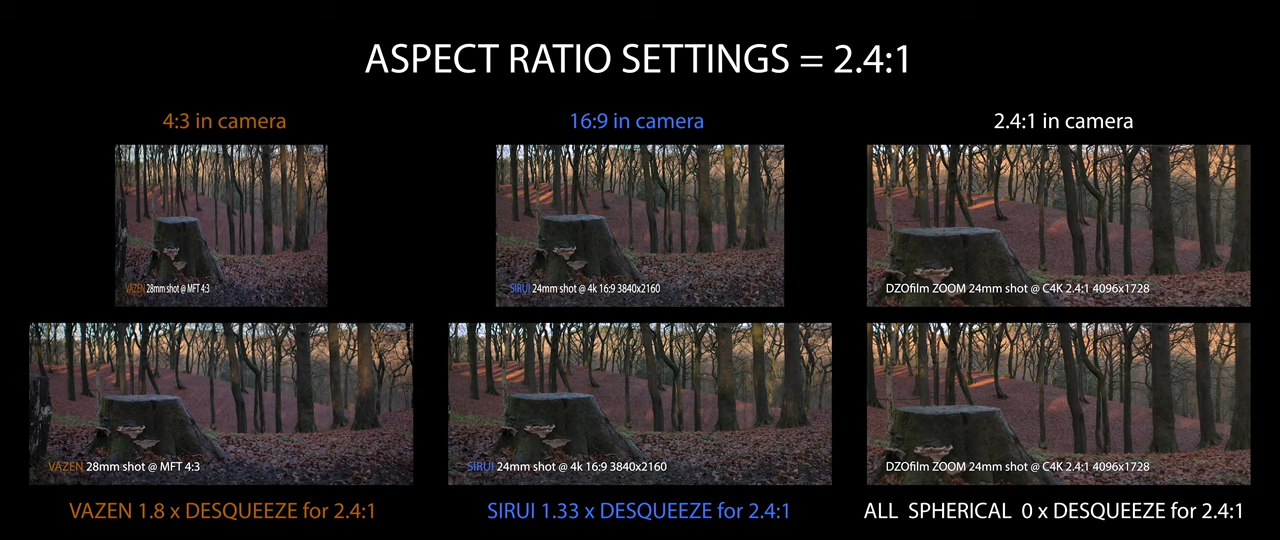 ASPECT RATIO SETTINGS = 2.4:1
4:3 in camera
16:9 in camera
2.4:1 in camera
VAZEN 28mm shot @ MFT 4:3
SIRUI 24mm shot @ 4k 16:9 3840x2160
DZOfilm ZOOM 24mm shot @ C4K 2.4:1 4096x1728
VAZEN 28mm shot @ MFT 4:3
SIRUI 24mm shot @ 4k 16:9 3840x2160
DZOfilm ZOOM 24mm shot @ C4K 2.4:1 4096x1728
VAZEN 1.8 x DESQUEEZE for 2.4:1
SIRUI 1.33 x DESQUEEZE for 2.4:1
ALL SPHERICAL 0 x DESQUEEZE for 2.4:1